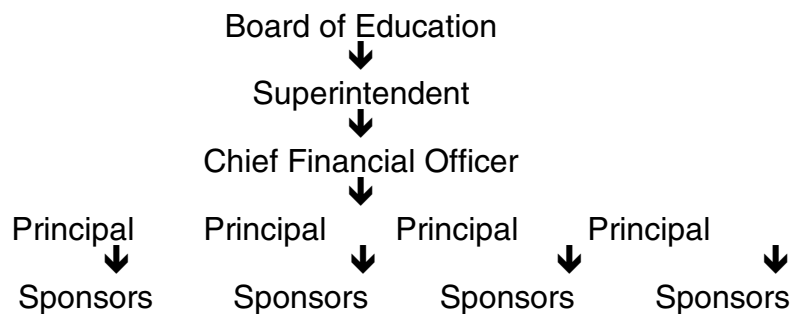 Board of Education
Superintendent
Chief Financial Officer
Principal Principal Principal Principal
Sponsors Sponsors Sponsors Sponsors